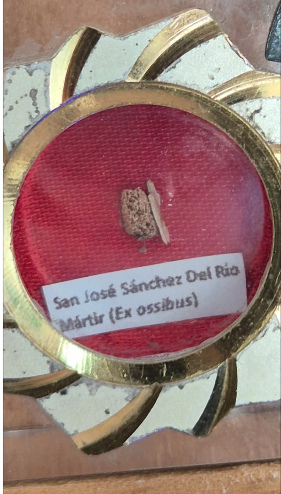 San José Sánchez Del Río
Mártir (Ex ossibus)